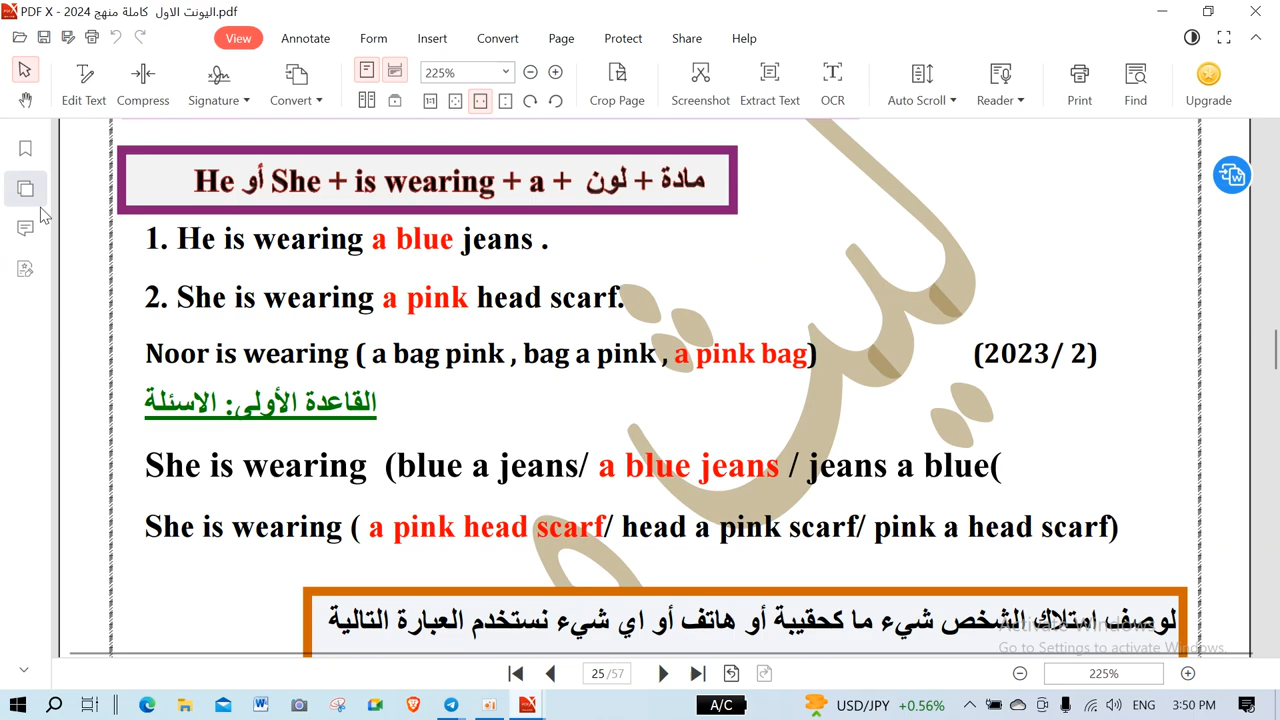 PDF X - 2024 اليونت الاول كاملة منهج.pdf
View Annotate Form Insert Convert Page Protect Share Help
225%
Edit Text Compress Signature Convert Crop Page Screenshot Extract Text OCR Auto Scroll Reader Print Find Upgrade
He أو She + is wearing + a + لون + مادة
1. He is wearing a blue jeans .
2. She is wearing a pink head scarf.
Noor is wearing ( a bag pink , bag a pink , a pink bag) (2023/ 2)
القاعدة الأولى: الاسئلة
She is wearing (blue a jeans/ a blue jeans / jeans a blue(
She is wearing ( a pink head scarf/ head a pink scarf/ pink a head scarf)
لوصف امتلاك الشخص شيء ما كحقيبة أو هاتف أو اي شيء نستخدم العبارة التالية
Activate Windows
Go to Settings to activate Windows.
25 /57 225%
A/C USD/JPY +0.56% ENG 3:50 PM